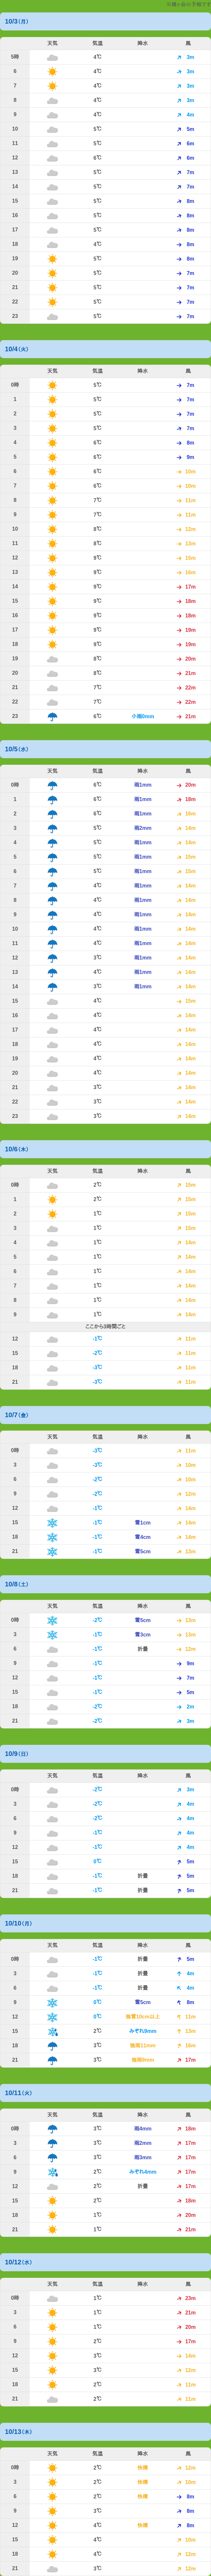 10/3(月)
天気 気温 降水 風
5時 4℃ 3m
6 4℃ 3m
7 4℃ 3m
8 4℃ 3m
9 4℃ 4m
10 5℃ 5m
11 5℃ 6m
12 6℃ 6m
13 5℃ 7m
14 5℃ 7m
15 5℃ 8m
16 5℃ 8m
17 5℃ 8m
18 4℃ 8m
19 5℃ 8m
20 5℃ 7m
21 5℃ 7m
22 5℃ 7m
23 5℃ 7m
10/4(火)
天気 気温 降水 風
0時 5℃ 7m
1 5℃ 7m
2 5℃ 7m
3 5℃ 7m
4 6℃ 8m
5 6℃ 9m
6 6℃ 10m
7 6℃ 10m
8 7℃ 11m
9 7℃ 11m
10 8℃ 12m
11 8℃ 13m
12 9℃ 15m
13 9℃ 16m
14 9℃ 17m
15 9℃ 18m
16 9℃ 18m
17 9℃ 19m
18 9℃ 19m
19 8℃ 20m
20 8℃ 21m
21 7℃ 22m
22 7℃ 22m
23 6℃ 小雨0mm 21m
10/5(水)
天気 気温 降水 風
0時 6℃ 雨1mm 20m
1 6℃ 雨1mm 18m
2 6℃ 雨1mm 16m
3 5℃ 雨2mm 14m
4 5℃ 雨1mm 14m
5 5℃ 雨1mm 15m
6 5℃ 雨1mm 15m
7 4℃ 雨1mm 14m
8 4℃ 雨1mm 14m
9 4℃ 雨1mm 14m
10 4℃ 雨1mm 14m
11 4℃ 雨1mm 14m
12 3℃ 雨1mm 14m
13 4℃ 雨1mm 14m
14 3℃ 雨1mm 14m
15 4℃ 15m
16 4℃ 14m
17 4℃ 14m
18 4℃ 14m
19 4℃ 14m
20 4℃ 14m
21 3℃ 14m
22 3℃ 14m
23 3℃ 14m
10/6(木)
天気 気温 降水 風
0時 2℃ 15m
1 2℃ 15m
2 1℃ 15m
3 1℃ 15m
4 1℃ 14m
5 1℃ 14m
6 1℃ 14m
7 1℃ 14m
8 1℃ 14m
9 1℃ 14m
ここから3時間ごと
12 -1℃ 11m
15 -2℃ 11m
18 -3℃ 11m
21 -3℃ 11m
10/7(金)
天気 気温 降水 風
0時 -3℃ 11m
3 -3℃ 10m
6 -2℃ 10m
9 -2℃ 12m
12 -1℃ 14m
15 -1℃ 雪1cm 14m
18 -1℃ 雪4cm 14m
21 -1℃ 雪5cm 13m
10/8(土)
天気 気温 降水 風
0時 -2℃ 雪5cm 13m
3 -1℃ 雪3cm 13m
6 -1℃ 折曇 12m
9 -1℃ 9m
12 -1℃ 7m
15 -1℃ 5m
18 -2℃ 2m
21 -2℃ 3m
10/9(日)
天気 気温 降水 風
0時 -2℃ 3m
3 -2℃ 4m
6 -2℃ 4m
9 -1℃ 4m
12 -1℃ 4m
15 0℃ 5m
18 -1℃ 折曇 5m
21 -1℃ 折曇 5m
10/10(月)
天気 気温 降水 風
0時 -1℃ 折曇 5m
3 -1℃ 折曇 4m
6 -1℃ 折曇 4m
9 0℃ 雪5cm 8m
12 0℃ 強雪10cm以上 11m
15 2℃ みぞれ9mm 13m
18 3℃ 強雨11mm 16m
21 3℃ 強雨8mm 17m
10/11(火)
天気 気温 降水 風
0時 3℃ 雨4mm 18m
3 3℃ 雨2mm 17m
6 3℃ 雨3mm 17m
9 2℃ みぞれ4mm 17m
12 2℃ 折曇 17m
15 2℃ 18m
18 1℃ 20m
21 1℃ 21m
10/12(水)
天気 気温 降水 風
0時 1℃ 23m
3 1℃ 21m
6 1℃ 20m
9 2℃ 17m
12 3℃ 14m
15 3℃ 12m
18 2℃ 11m
21 2℃ 11m
10/13(木)
天気 気温 降水 風
0時 2℃ 快晴 12m
3 2℃ 快晴 10m
6 2℃ 快晴 8m
9 3℃ 8m
12 4℃ 快晴 8m
15 4℃ 10m
18 4℃ 12m
21 3℃ 12m